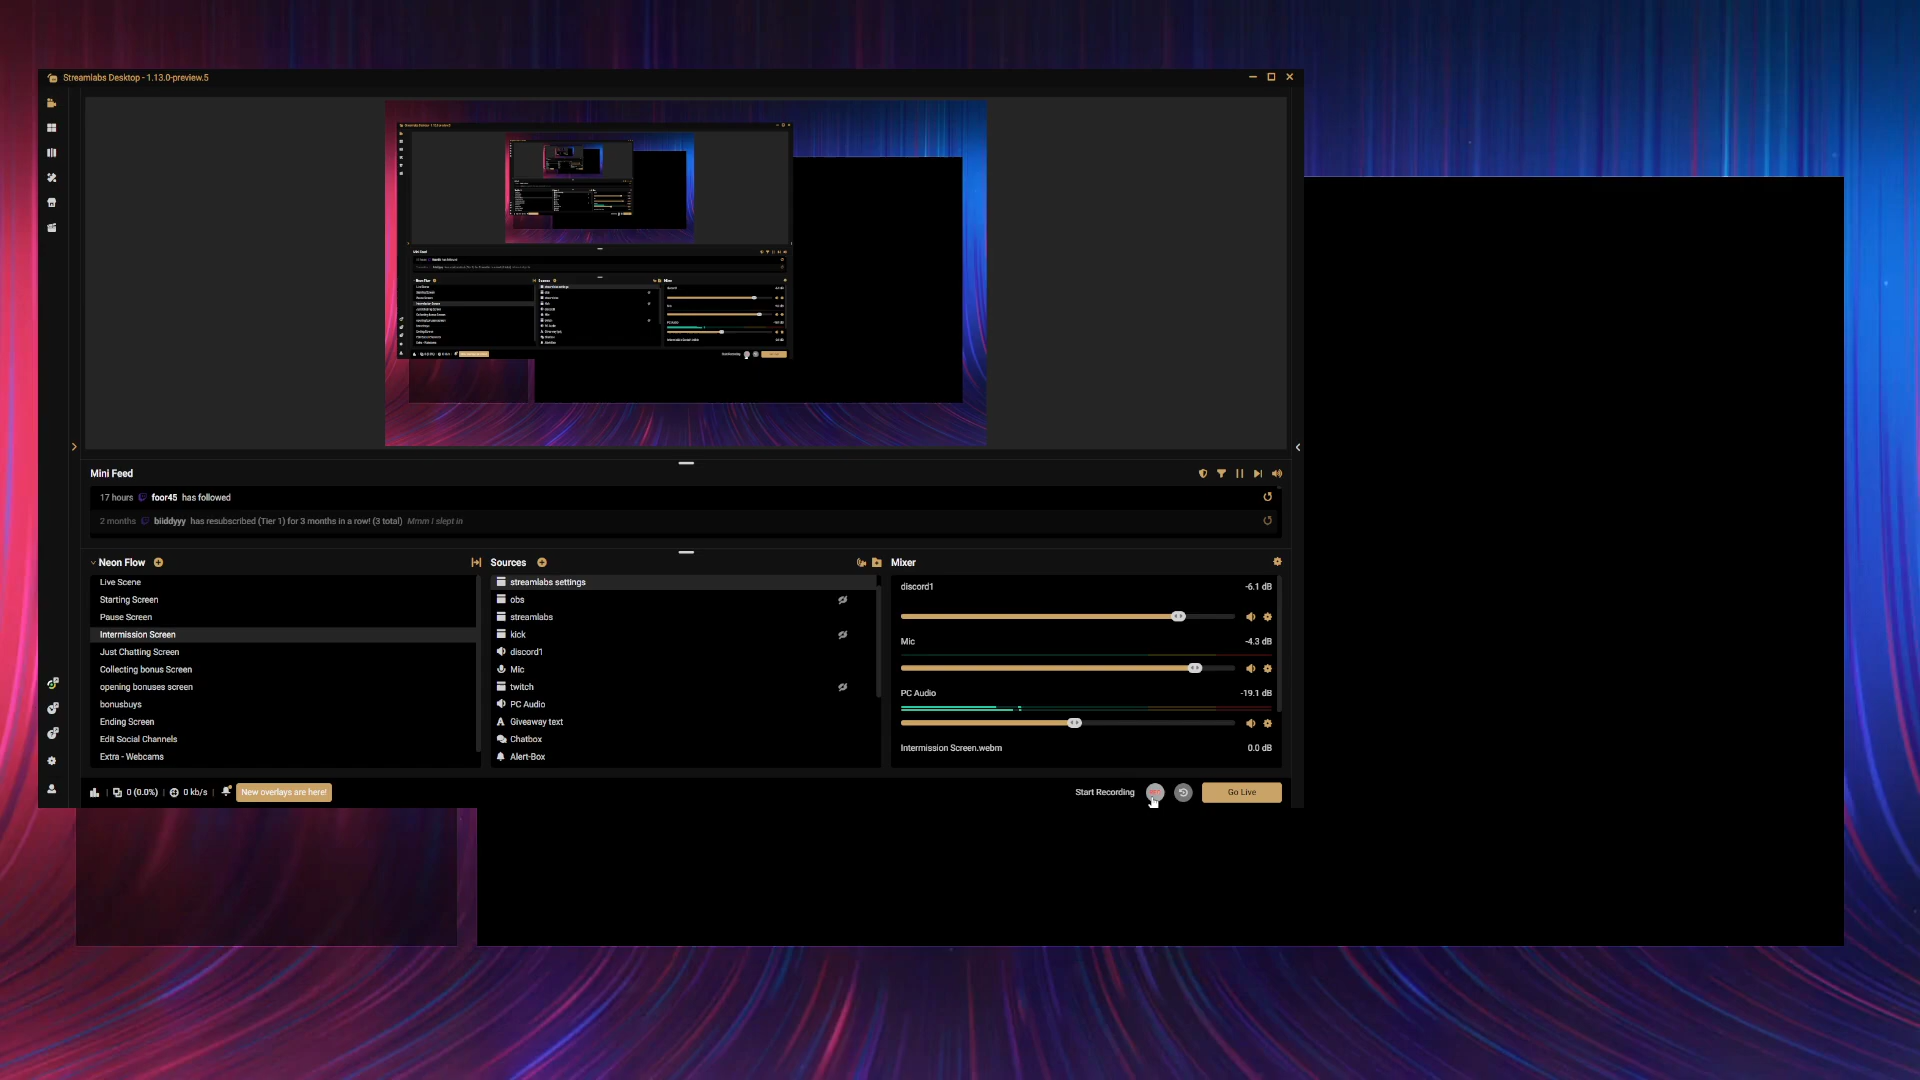 Streamlabs Desktop - 1.13.0-preview.5
Mini Feed
17 hours foor45 has followed
2 months biiddyyy has resubscribed (Tier 1) for 3 months in a row! (3 total) Mmm I slept in
Neon Flow
Live Scene
Starting Screen
Pause Screen
Intermission Screen
Just Chatting Screen
Collecting bonus Screen
opening bonuses screen
bonusbuys
Ending Screen
Edit Social Channels
Extra - Webcams
Sources
streamlabs settings
obs
streamlabs
kick
discord1
Mic
twitch
PC Audio
Giveaway text
Chatbox
Alert-Box
Mixer
discord1 -6.1 dB
Mic -4.3 dB
PC Audio -19.1 dB
Intermission Screen.webm 0.0 dB
0 (0.0%) 0 kb/s New overlays are here!
Start Recording REC Go Live